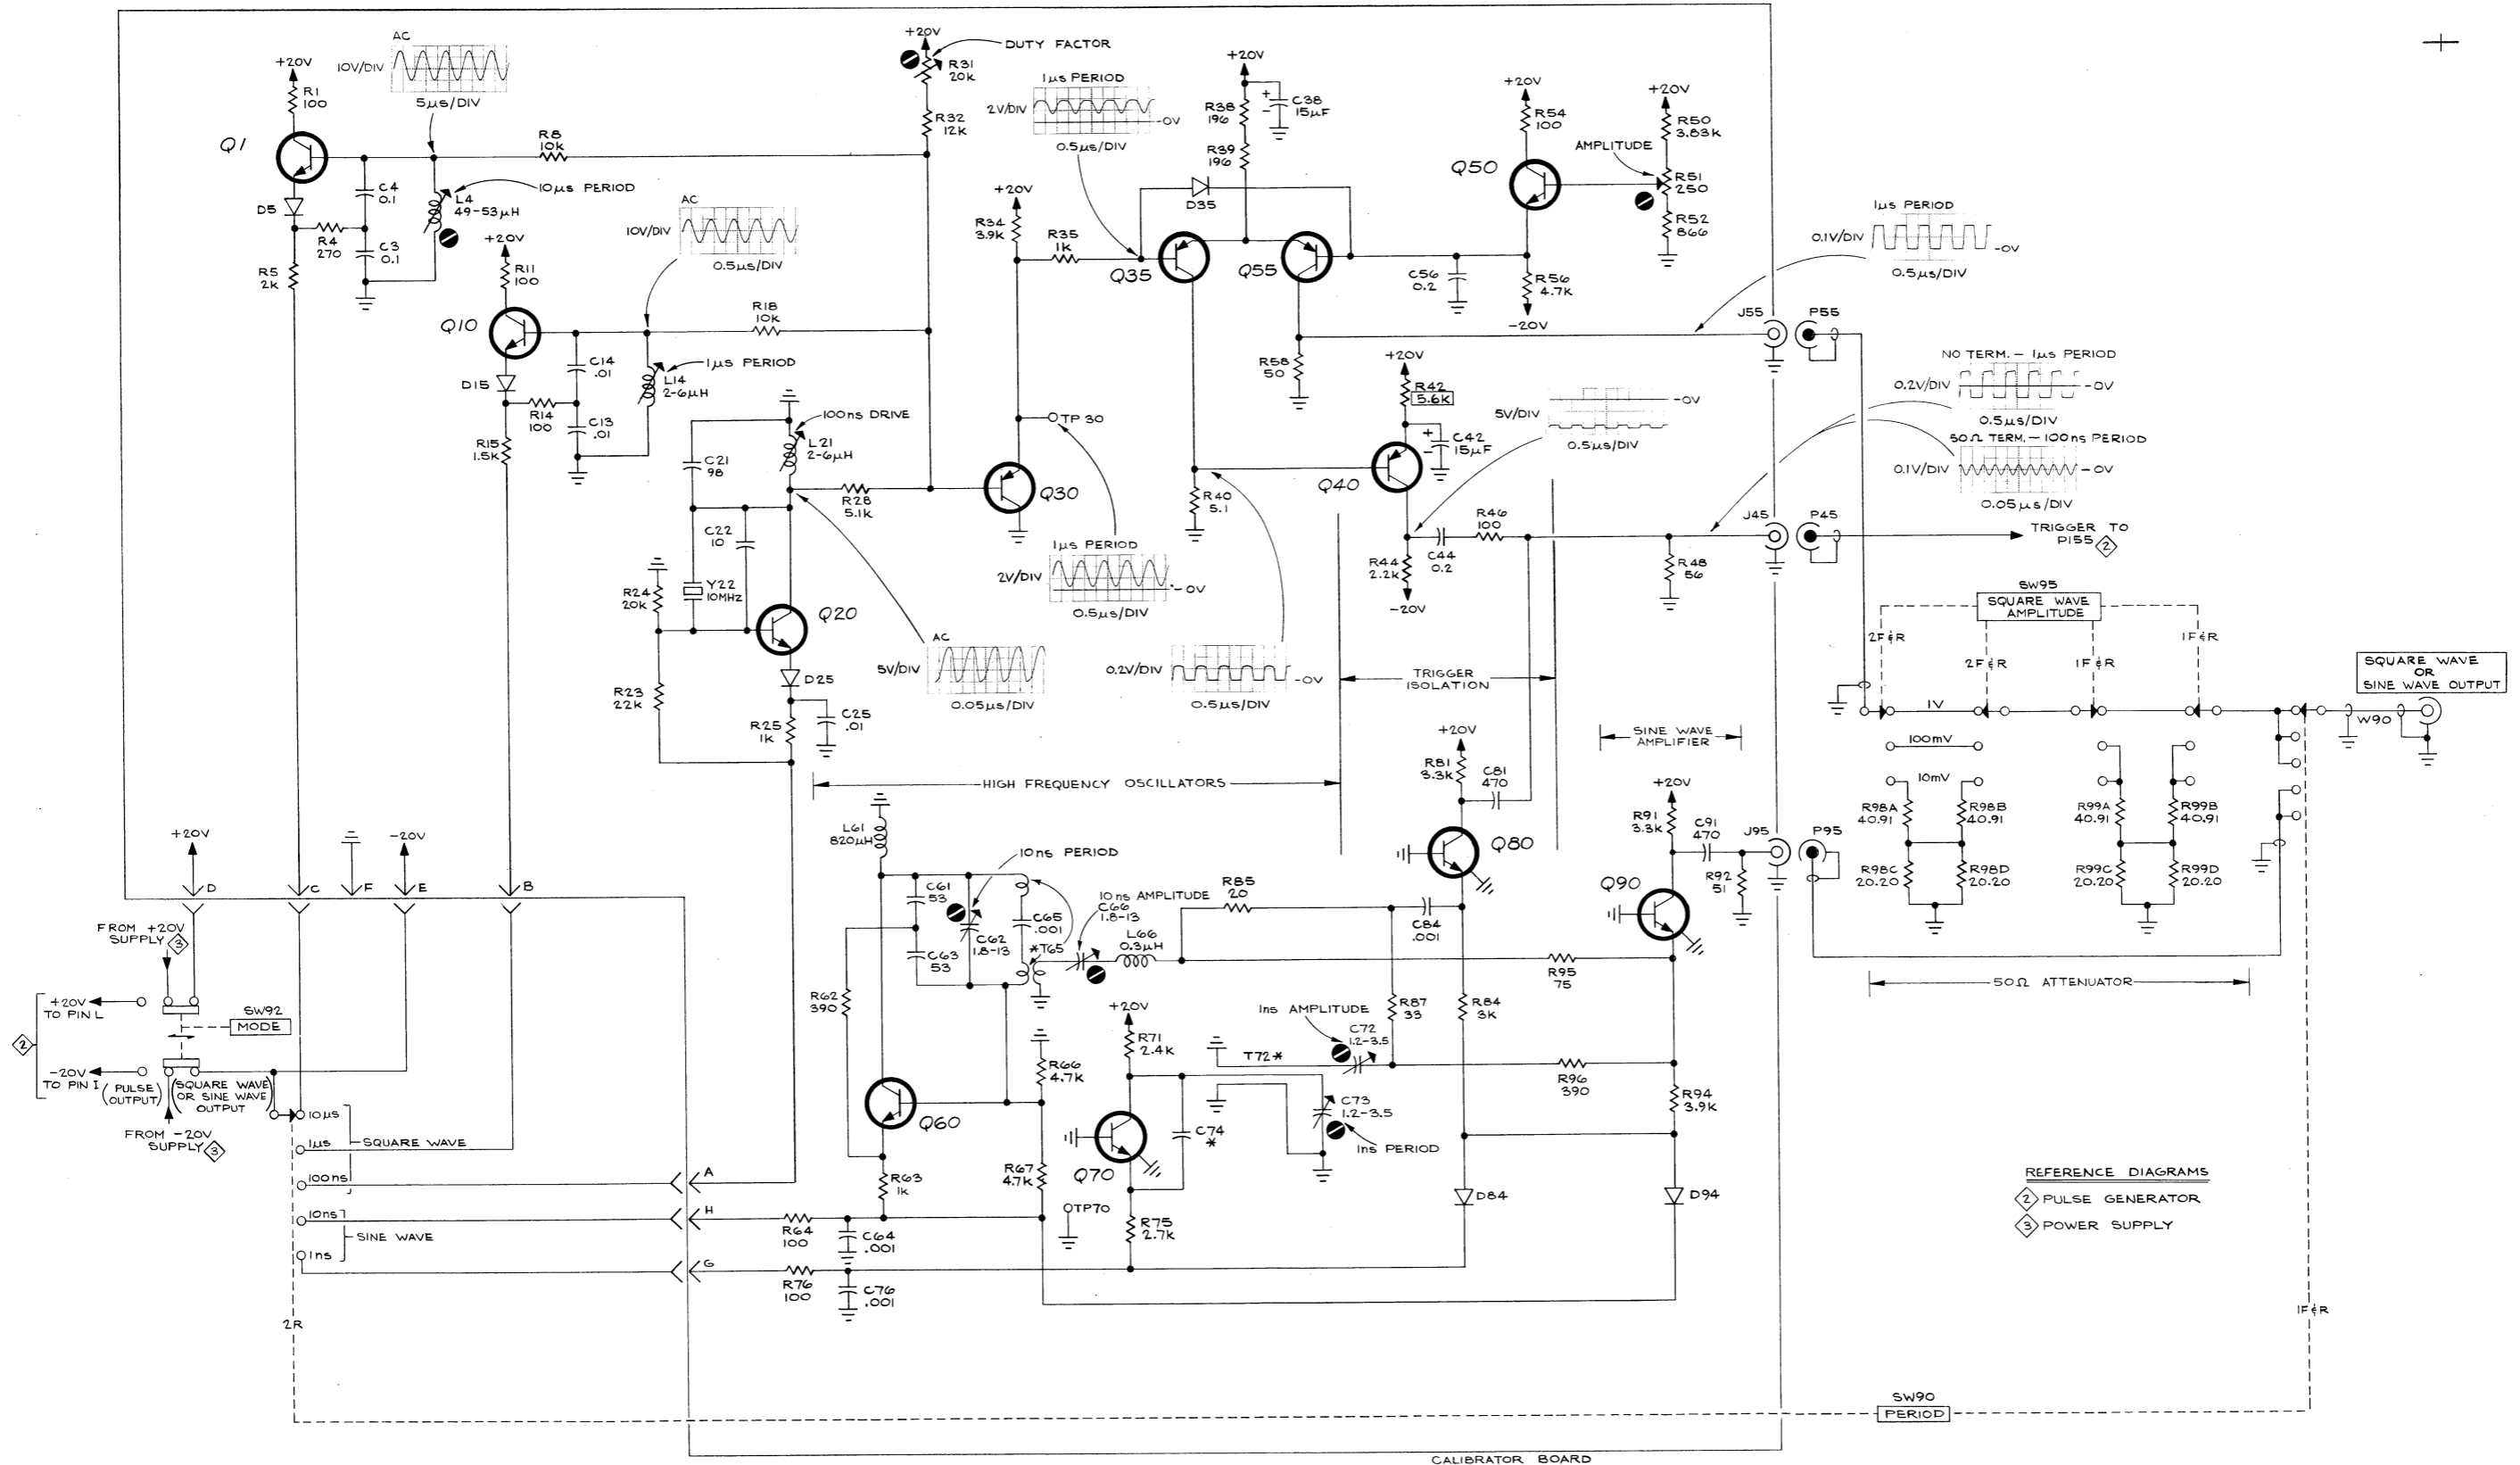 AC
10V/DIV
5µs/DIV
+20V
R1
100
Q1
D5
R4
270
R5
2K
C4
0.1
C3
0.1
L4
49-53µH
10µs PERIOD
R8
10K
+20V
R11
100
Q10
D15
R14
100
R15
1.5K
C14
.01
C13
.01
L14
2-6µH
1µs PERIOD
AC
10V/DIV
0.5µs/DIV
R18
10K
+20V
DUTY FACTOR
R31
20K
R32
12K
C21
98
L21
2-6µH
100ns DRIVE
R28
5.1K
C22
10
Y22
10MHZ
R24
20K
R23
22K
Q20
D25
R25
1K
C25
.01
AC
5V/DIV
0.05µs/DIV
+20V
R34
3.9K
R35
1K
TP 30
Q30
1µs PERIOD
2V/DIV
-0V
0.5µs/DIV
1µs PERIOD
2V/DIV
-0V
0.5µs/DIV
+20V
R38
196
C38
15µF
+
-
R39
196
D35
Q35
Q55
R40
5.1
0.2V/DIV
-0V
0.5µs/DIV
R58
50
+20V
R54
100
Q50
C56
0.2
R56
4.7K
-20V
+20V
R50
3.83K
AMPLITUDE
R51
250
R52
866
1µs PERIOD
0.1V/DIV
-0V
0.5µs/DIV
J55
P55
+20V
R42
5.6K
+
-
C42
15µF
Q40
R44
2.2K
-20V
C44
0.2
R46
100
5V/DIV
-0V
0.5µs/DIV
NO TERM. - 1µs PERIOD
0.2V/DIV
-0V
0.5µs/DIV
50Ω TERM. - 100ns PERIOD
0.1V/DIV
-0V
0.05µs/DIV
R48
56
J45
P45
TRIGGER TO
P155 2
SW95
SQUARE WAVE
AMPLITUDE
2F&R
2F&R
1F&R
1F&R
SQUARE WAVE
OR
SINE WAVE OUTPUT
W90
1V
100mV
10mV
R98A
40.91
R98B
40.91
R98C
20.20
R98D
20.20
R99A
40.91
R99B
40.91
R99C
20.20
R99D
20.20
50Ω ATTENUATOR
TRIGGER
ISOLATION
HIGH FREQUENCY OSCILLATORS
SINE WAVE
AMPLIFIER
+20V
R81
3.3K
C81
470
Q80
+20V
R91
3.3K
C91
470
Q90
R92
51
J95
P95
L61
820µH
C61
53
C63
53
10ns PERIOD
C62
1.8-13
C65
.001
*T65
10ns AMPLITUDE
C66
1.8-13
L66
0.3µH
R85
20
C84
.001
R95
75
R62
390
R87
33
R84
3K
1ns AMPLITUDE
C72
1.2-3.5
T72*
R96
390
R94
3.9K
+20V
R71
2.4K
R66
4.7K
Q60
R67
4.7K
R63
1K
Q70
C74
*
C73
1.2-3.5
1ns PERIOD
TP70
R75
2.7K
D84
D94
R64
100
C64
.001
R76
100
C76
.001
+20V
-20V
D
C
F
E
B
A
H
G
FROM +20V
SUPPLY 3
+20V
TO PIN L
2
SW92
MODE
-20V
TO PIN I
(PULSE
OUTPUT)
(SQUARE WAVE
OR SINE WAVE)
OUTPUT
FROM -20V
SUPPLY 3
10µs
1µs
100ns
SQUARE WAVE
10ns
1ns
SINE WAVE
2R
1F&R
SW90
PERIOD
REFERENCE DIAGRAMS
2 PULSE GENERATOR
3 POWER SUPPLY
CALIBRATOR BOARD